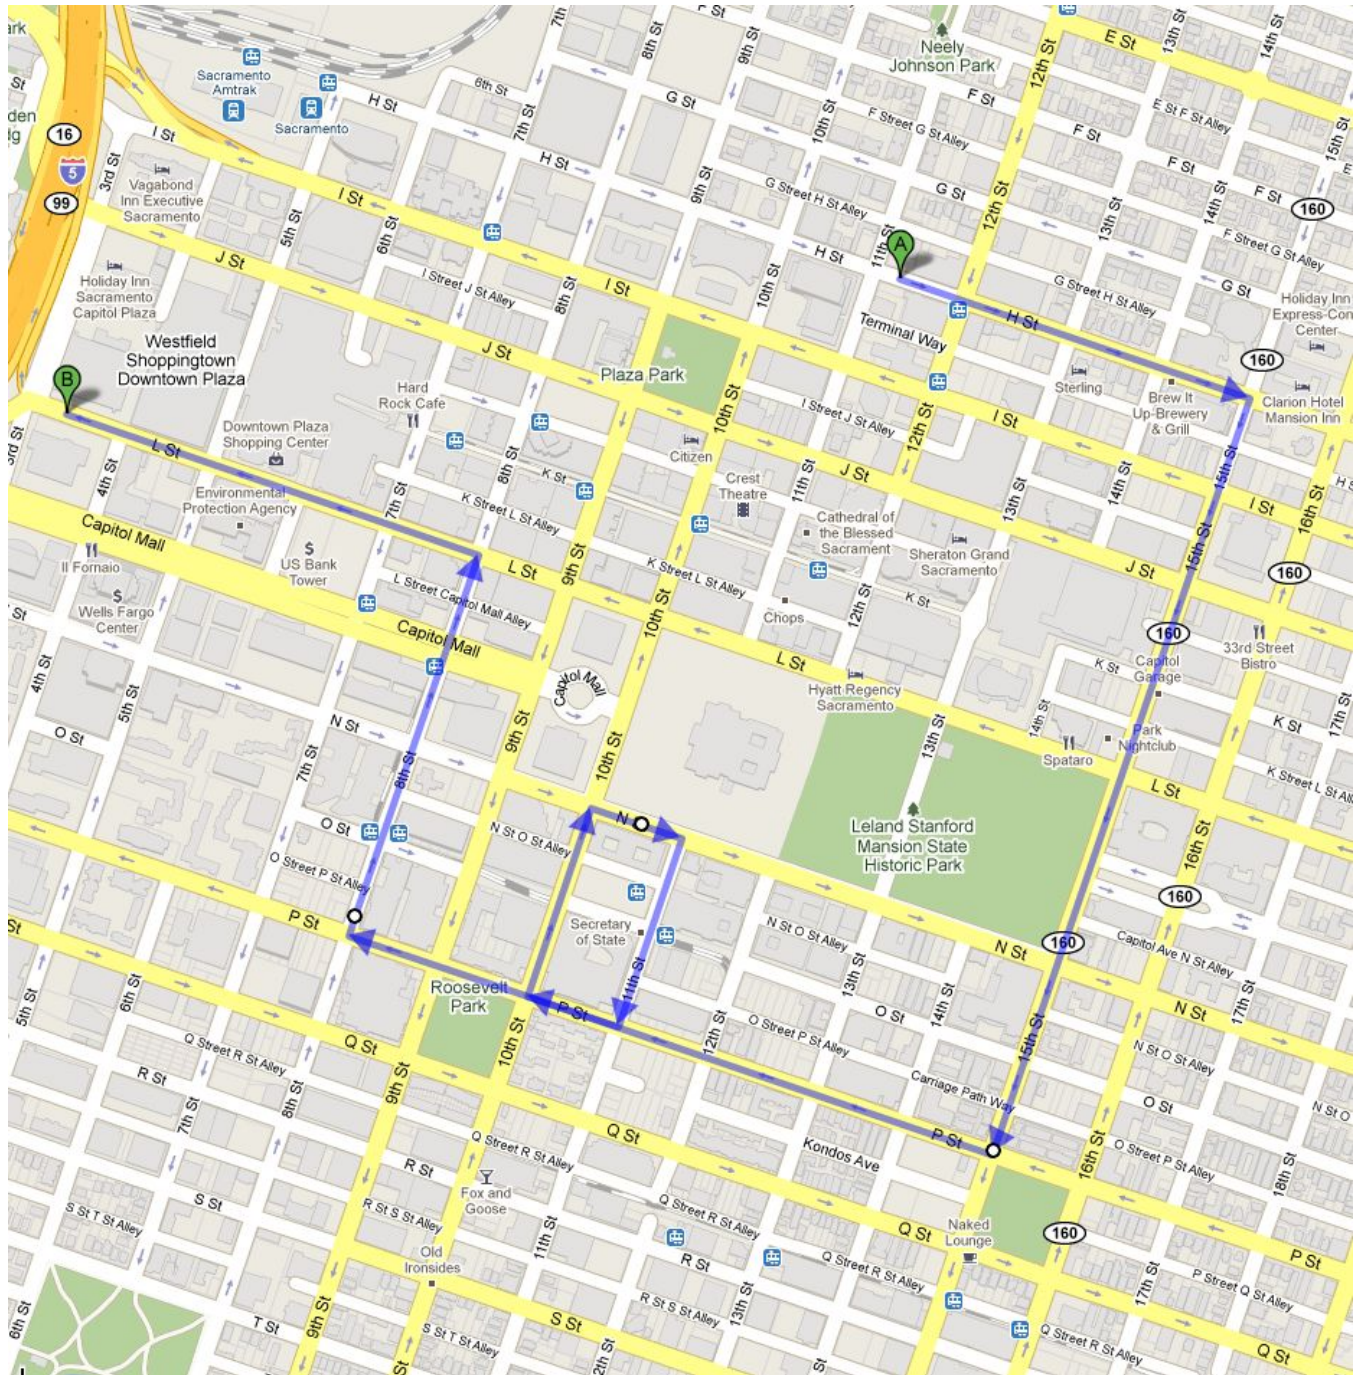 Park
7th St
8th St
F St
9th St
Neely
Johnson Park
12th St
E St
13th St
14th St
Sacramento
Amtrak
6th St
H St
G St
F St
E St F St Alley
Sacramento
7th St
10th St
F Street G St Alley
F St
15th St
16
I St
5
3rd St
H St
9th St
G Street H St Alley
G St
12th St
F St
14th St
F St
Vagabond
Inn Executive
Sacramento
99
160
5th St
I St
6th St
H St
11th St
A
13th St
F Street G St Alley
J St
I Street J St Alley
8th St
I St
10th St
G Street H St Alley
G St
Holiday Inn
Sacramento
Capitol Plaza
Holiday Inn
Express-Con
Center
H St
Terminal Way
Westfield
Shoppingtown
Downtown Plaza
J St
Plaza Park
160
B
Hard
Rock Cafe
Sterling
Brew It
Up-Brewery
& Grill
Clarion Hotel
Mansion Inn
10th St
I Street J St Alley
12th St
I St
Downtown Plaza
Shopping Center
3rd St
L St
Citizen
J St
15th St
H S
4th St
Environmental
Protection Agency
8th St
K St
Crest
Theatre
11th St
14th St
16th St
I St
Capitol Mall
7th St
K Street L St Alley
Cathedral of
the Blessed
Sacrament
13th St
Il Fornaio
$
US Bank
Tower
9th St
Sheraton Grand
Sacramento
15th St
L St
K Street L St Alley
J St
160
$
Wells Fargo
Center
L Street Capitol Mall Alley
K St
Capitol Mall
10th St
Chops
12th St
160
33rd Street
Bistro
4th St
5th St
L St
K St
Capitol
Garage
Capitol Mall
Hyatt Regency
Sacramento
N St
9th St
13th St
14th St
Park
Nightclub
K St
17th St
O St
7th St
8th St
10th St
Spataro
L St
K Street L St Alley
O St
N St O St Alley
N
Leland Stanford
Mansion State
Historic Park
16th St
O Street P St Alley
160
P St
Secretary
of State
N St O St Alley
N St
160
Capitol Ave N St Alley
St
Roosevelt
Park
11th St
13th St
14th St
5th St
6th St
P St
O St
N St
17th St
Q St
10th St
12th St
O Street P St Alley
15th St
N St O St Alley
Q Street R St Alley
R St
9th St
Carriage Path Way
O St
N St O
7th St
8th St
Q St
P St
Kondos Ave
16th St
O Street P St Alley
Q Street R St Alley
R St
18th St
S St
Fox and
Goose
Q Street R St Alley
Naked
Lounge
160
S St T St Alley
R St S St Alley
11th St
Q St
P St
Old
Ironsides
R St
Q Street R St Alley
P Street Q St Alley
17th St
6th St
9th St
R St S St Alley
13th St
T St
S St T St Alley
S St
Q Street R St Alley
Q St
St